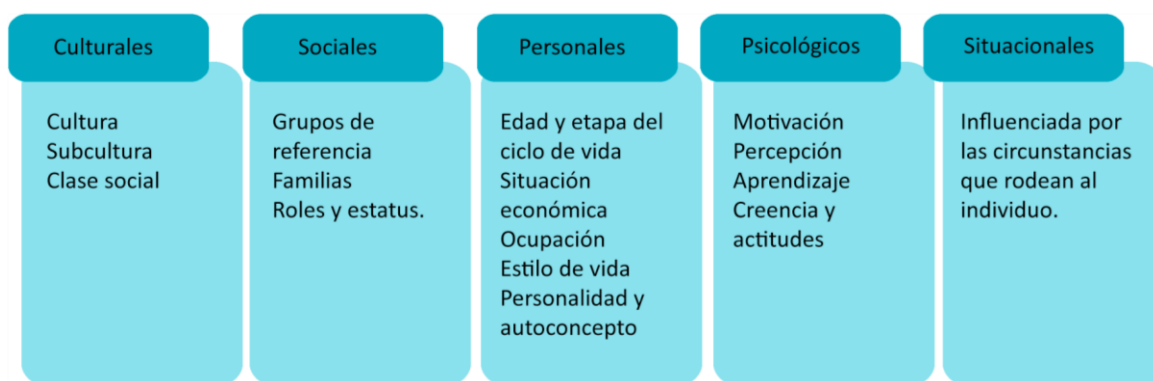 Culturales
Cultura
Subcultura
Clase social
Sociales
Grupos de
referencia
Familias
Roles y estatus.
Personales
Edad y etapa del
ciclo de vida
Situación
económica
Ocupación
Estilo de vida
Personalidad y
autoconcepto
Psicológicos
Motivación
Percepción
Aprendizaje
Creencia y
actitudes
Situacionales
Influenciada por
las circunstancias
que rodean al
individuo.